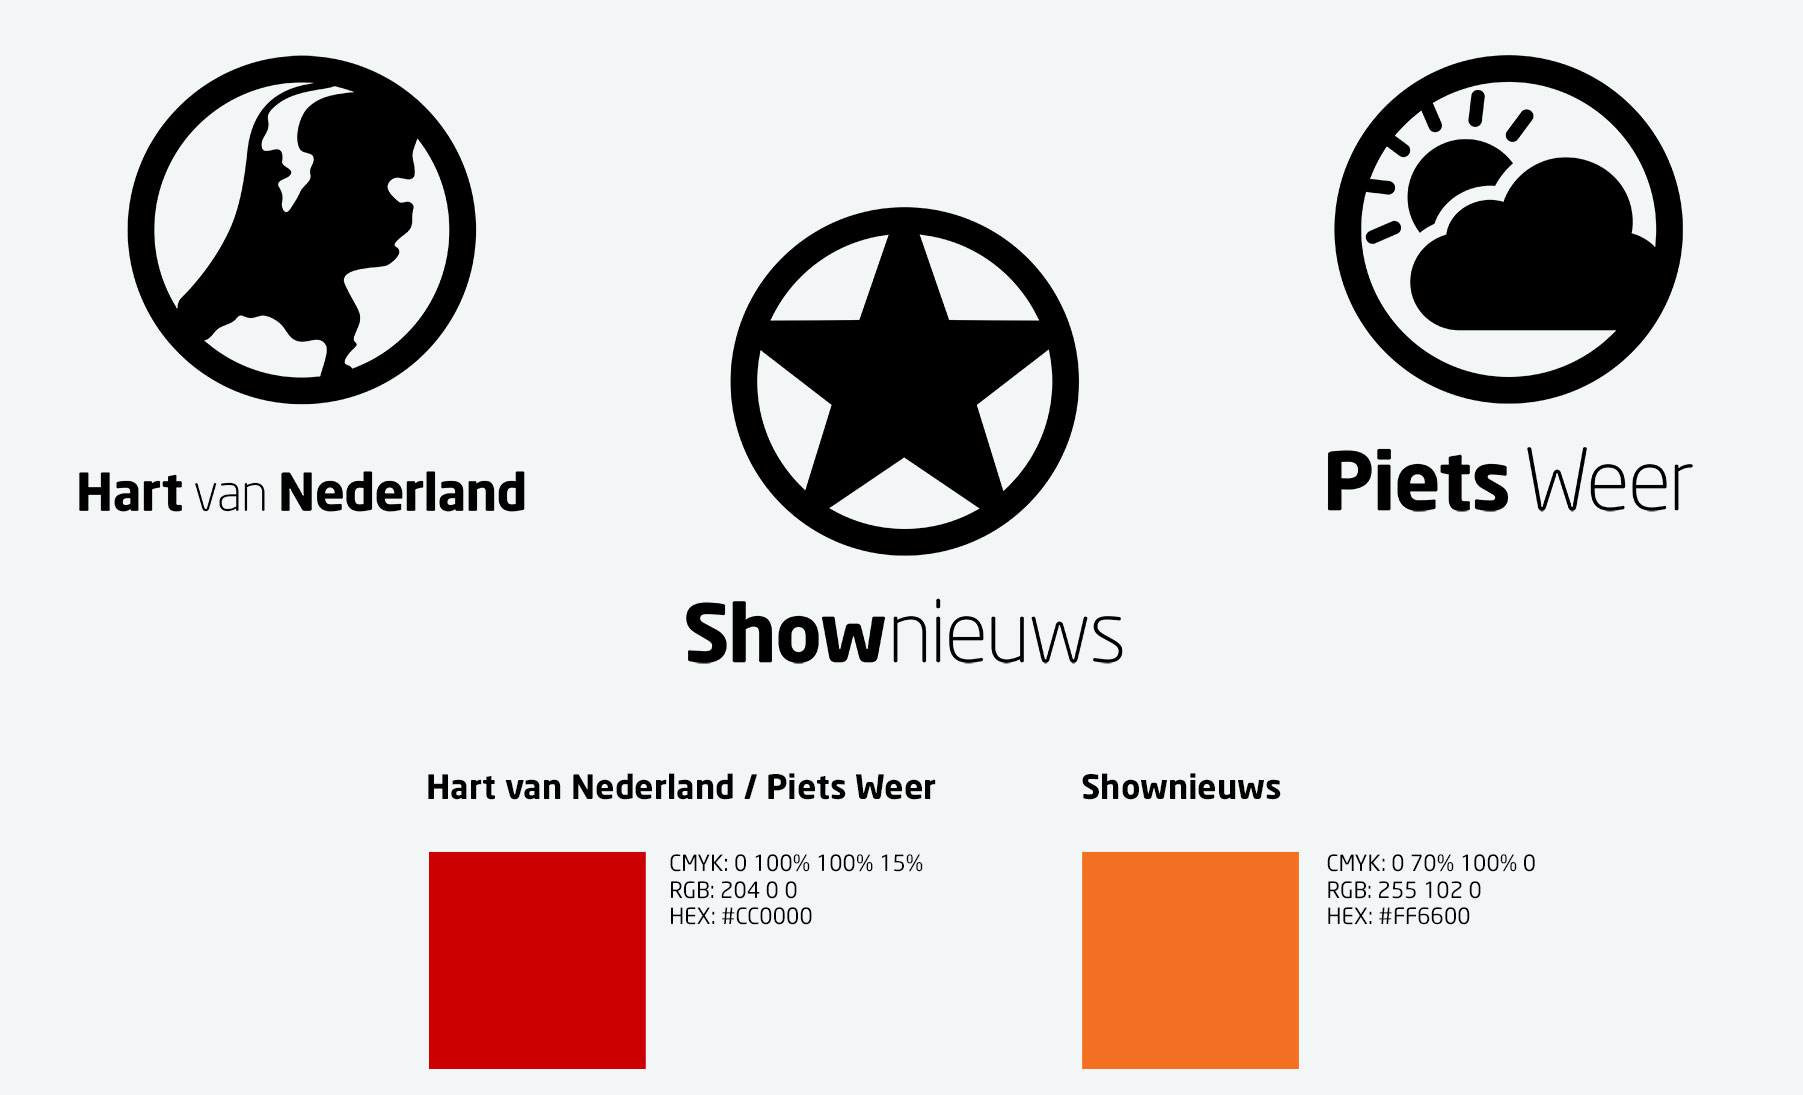 Hart van Nederland
Shownieuws
Piets Weer
Hart van Nederland / Piets Weer
CMYK: 0 100% 100% 15%
RGB: 204 0 0
HEX: #CC0000
Shownieuws
CMYK: 0 70% 100% 0
RGB: 255 102 0
HEX: #FF6600